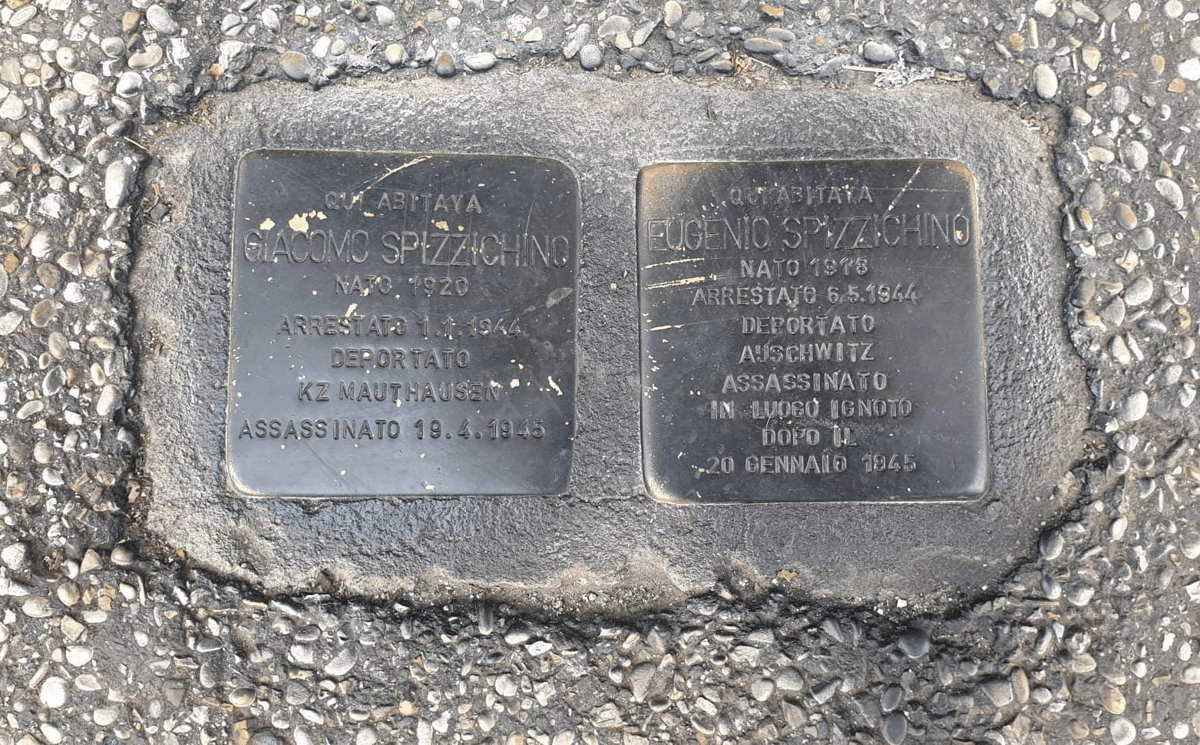 QUI ABITAVA
GIACOMO SPIZZICHINO
NATO 1920
ARRESTATO 1.1.1944
DEPORTATO
KZ MAUTHAUSEN
ASSASSINATO 19.4.1945
QUI ABITAVA
EUGENIO SPIZZICHINO
NATO 1918
ARRESTATO 6.5.1944
DEPORTATO
AUSCHWITZ
ASSASSINATO
IN LUOGO IGNOTO
DOPO IL
20 GENNAIO 1945